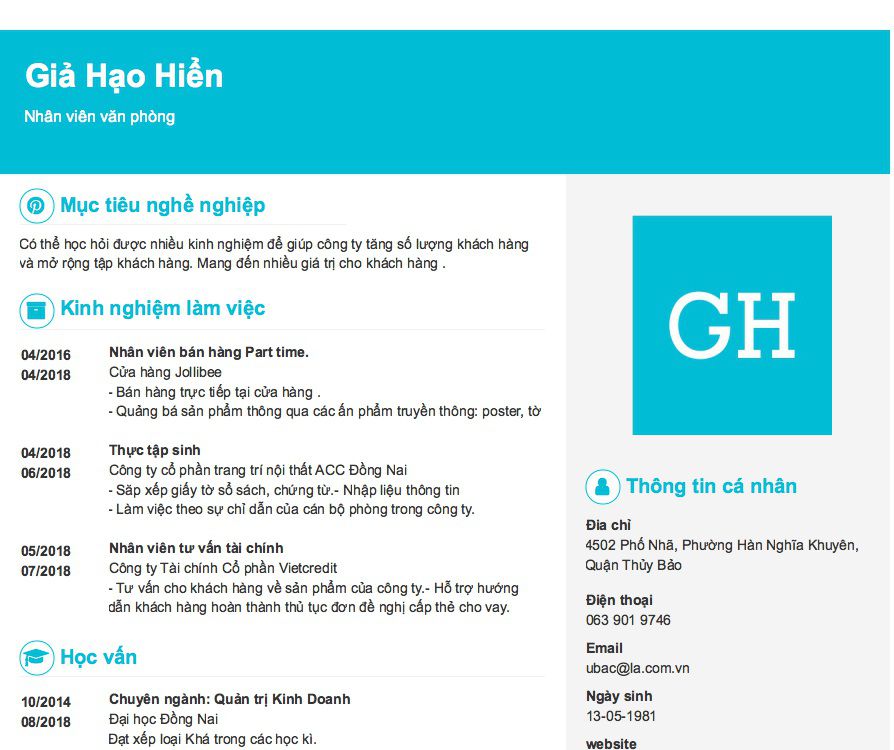 Giả Hạo Hiển
Nhân viên văn phòng
Mục tiêu nghề nghiệp
Có thể học hỏi được nhiều kinh nghiệm để giúp công ty tăng số lượng khách hàng
và mở rộng tập khách hàng. Mang đến nhiều giá trị cho khách hàng .
Kinh nghiệm làm việc
04/2016
04/2018
Nhân viên bán hàng Part time.
Cửa hàng Jollibee
- Bán hàng trực tiếp tại cửa hàng .
- Quảng bá sản phẩm thông qua các ấn phẩm truyền thông: poster, tờ
04/2018
06/2018
Thực tập sinh
Công ty cổ phần trang trí nội thất ACC Đồng Nai
- Săp xếp giấy tờ sổ sách, chứng từ.- Nhập liệu thông tin
- Làm việc theo sự chỉ dẫn của cán bộ phòng trong công ty.
05/2018
07/2018
Nhân viên tư vấn tài chính
Công ty Tài chính Cổ phần Vietcredit
- Tư vấn cho khách hàng về sản phẩm của công ty.- Hỗ trợ hướng
dẫn khách hàng hoàn thành thủ tục đơn đề nghị cấp thẻ cho vay.
Học vấn
10/2014
08/2018
Chuyên ngành: Quản trị Kinh Doanh
Đại học Đồng Nai
Đạt xếp loại Khá trong các học kì.
GH
Thông tin cá nhân
Đia chỉ
4502 Phố Nhã, Phường Hàn Nghĩa Khuyên,
Quận Thủy Bảo
Điện thoại
063 901 9746
Email
ubac@la.com.vn
Ngày sinh
13-05-1981
website